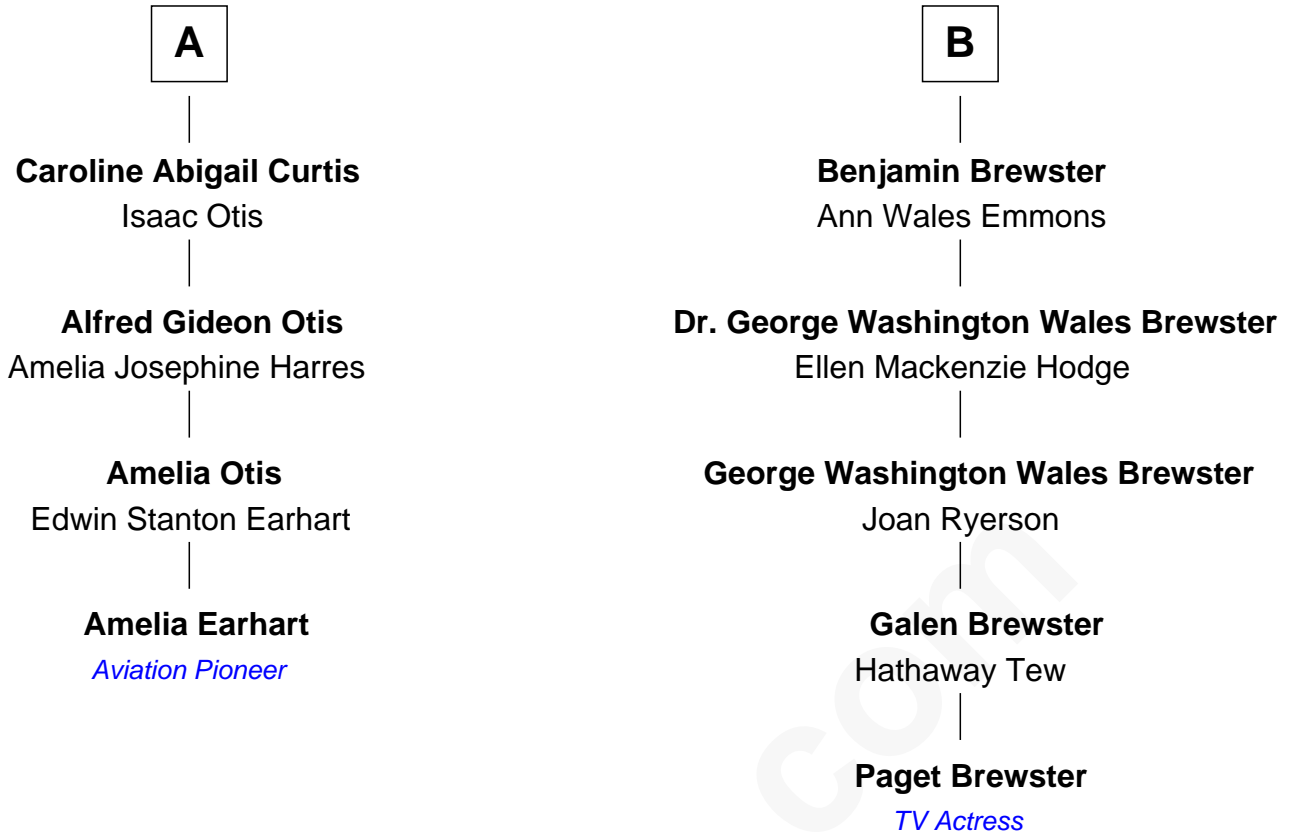 A
Caroline Abigail Curtis
Isaac Otis
Alfred Gideon Otis
Amelia Josephine Harres
Amelia Otis
Edwin Stanton Earhart
Amelia Earhart
Aviation Pioneer
B
Benjamin Brewster
Ann Wales Emmons
Dr. George Washington Wales Brewster
Ellen Mackenzie Hodge
George Washington Wales Brewster
Joan Ryerson
Galen Brewster
Hathaway Tew
Paget Brewster
TV Actress
com